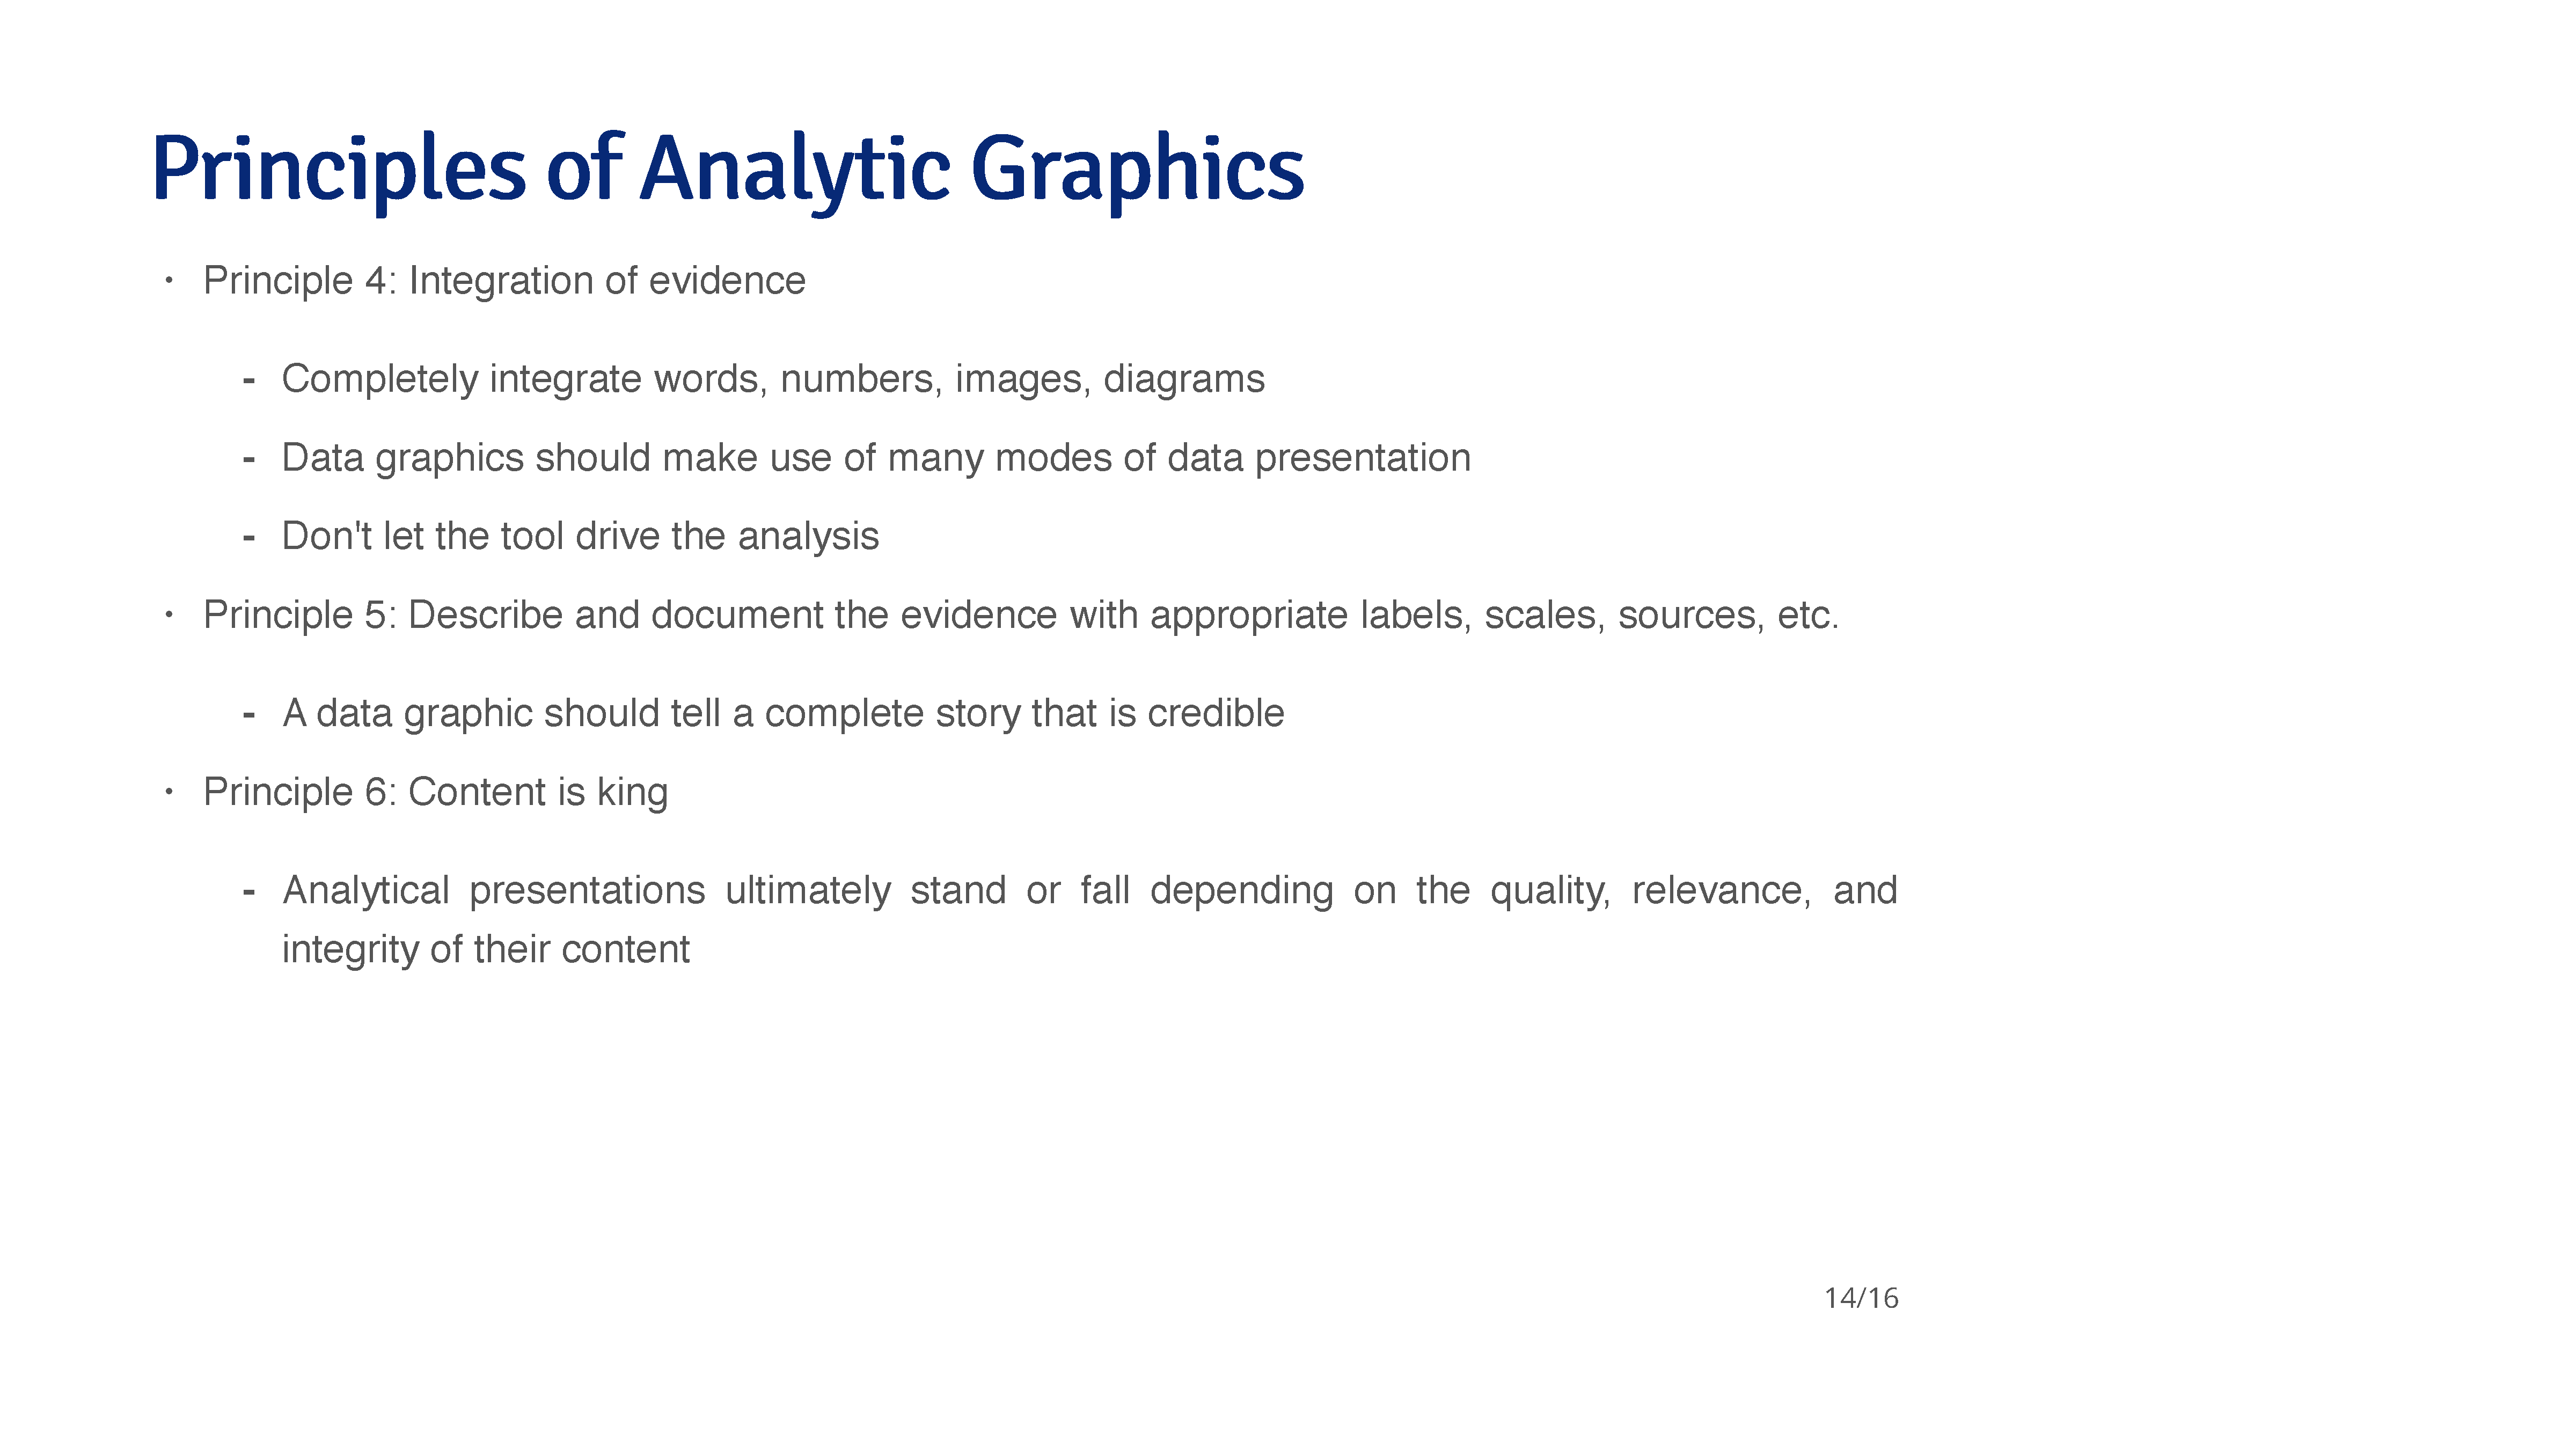 Principles of Analytic Graphics
· Principle 4: Integration of evidence
- Completely integrate words, numbers, images, diagrams
- Data graphics should make use of many modes of data presentation
- Don't let the tool drive the analysis
· Principle 5: Describe and document the evidence with appropriate labels, scales, sources, etc.
- A data graphic should tell a complete story that is credible
· Principle 6: Content is king
- Analytical presentations ultimately stand or fall depending on the quality, relevance, and
integrity of their content
14/16